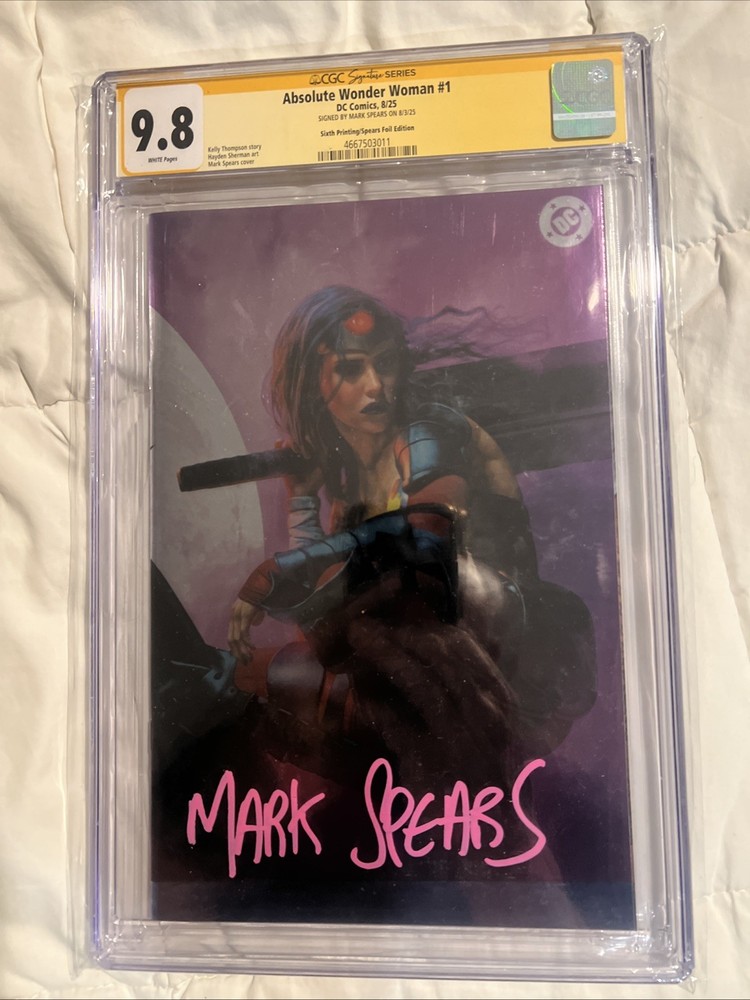 CGC Signature SERIES
Absolute Wonder Woman #1
DC Comics, 8/25
SIGNED BY MARK SPEARS ON 8/3/25
Sixth Printing/Spears Foil Edition
4667503011
9.8
WHITE Pages
Kelly Thompson story
Hayden Sherman art
Mark Spears cover
CGC
DC
MARK SPEARS